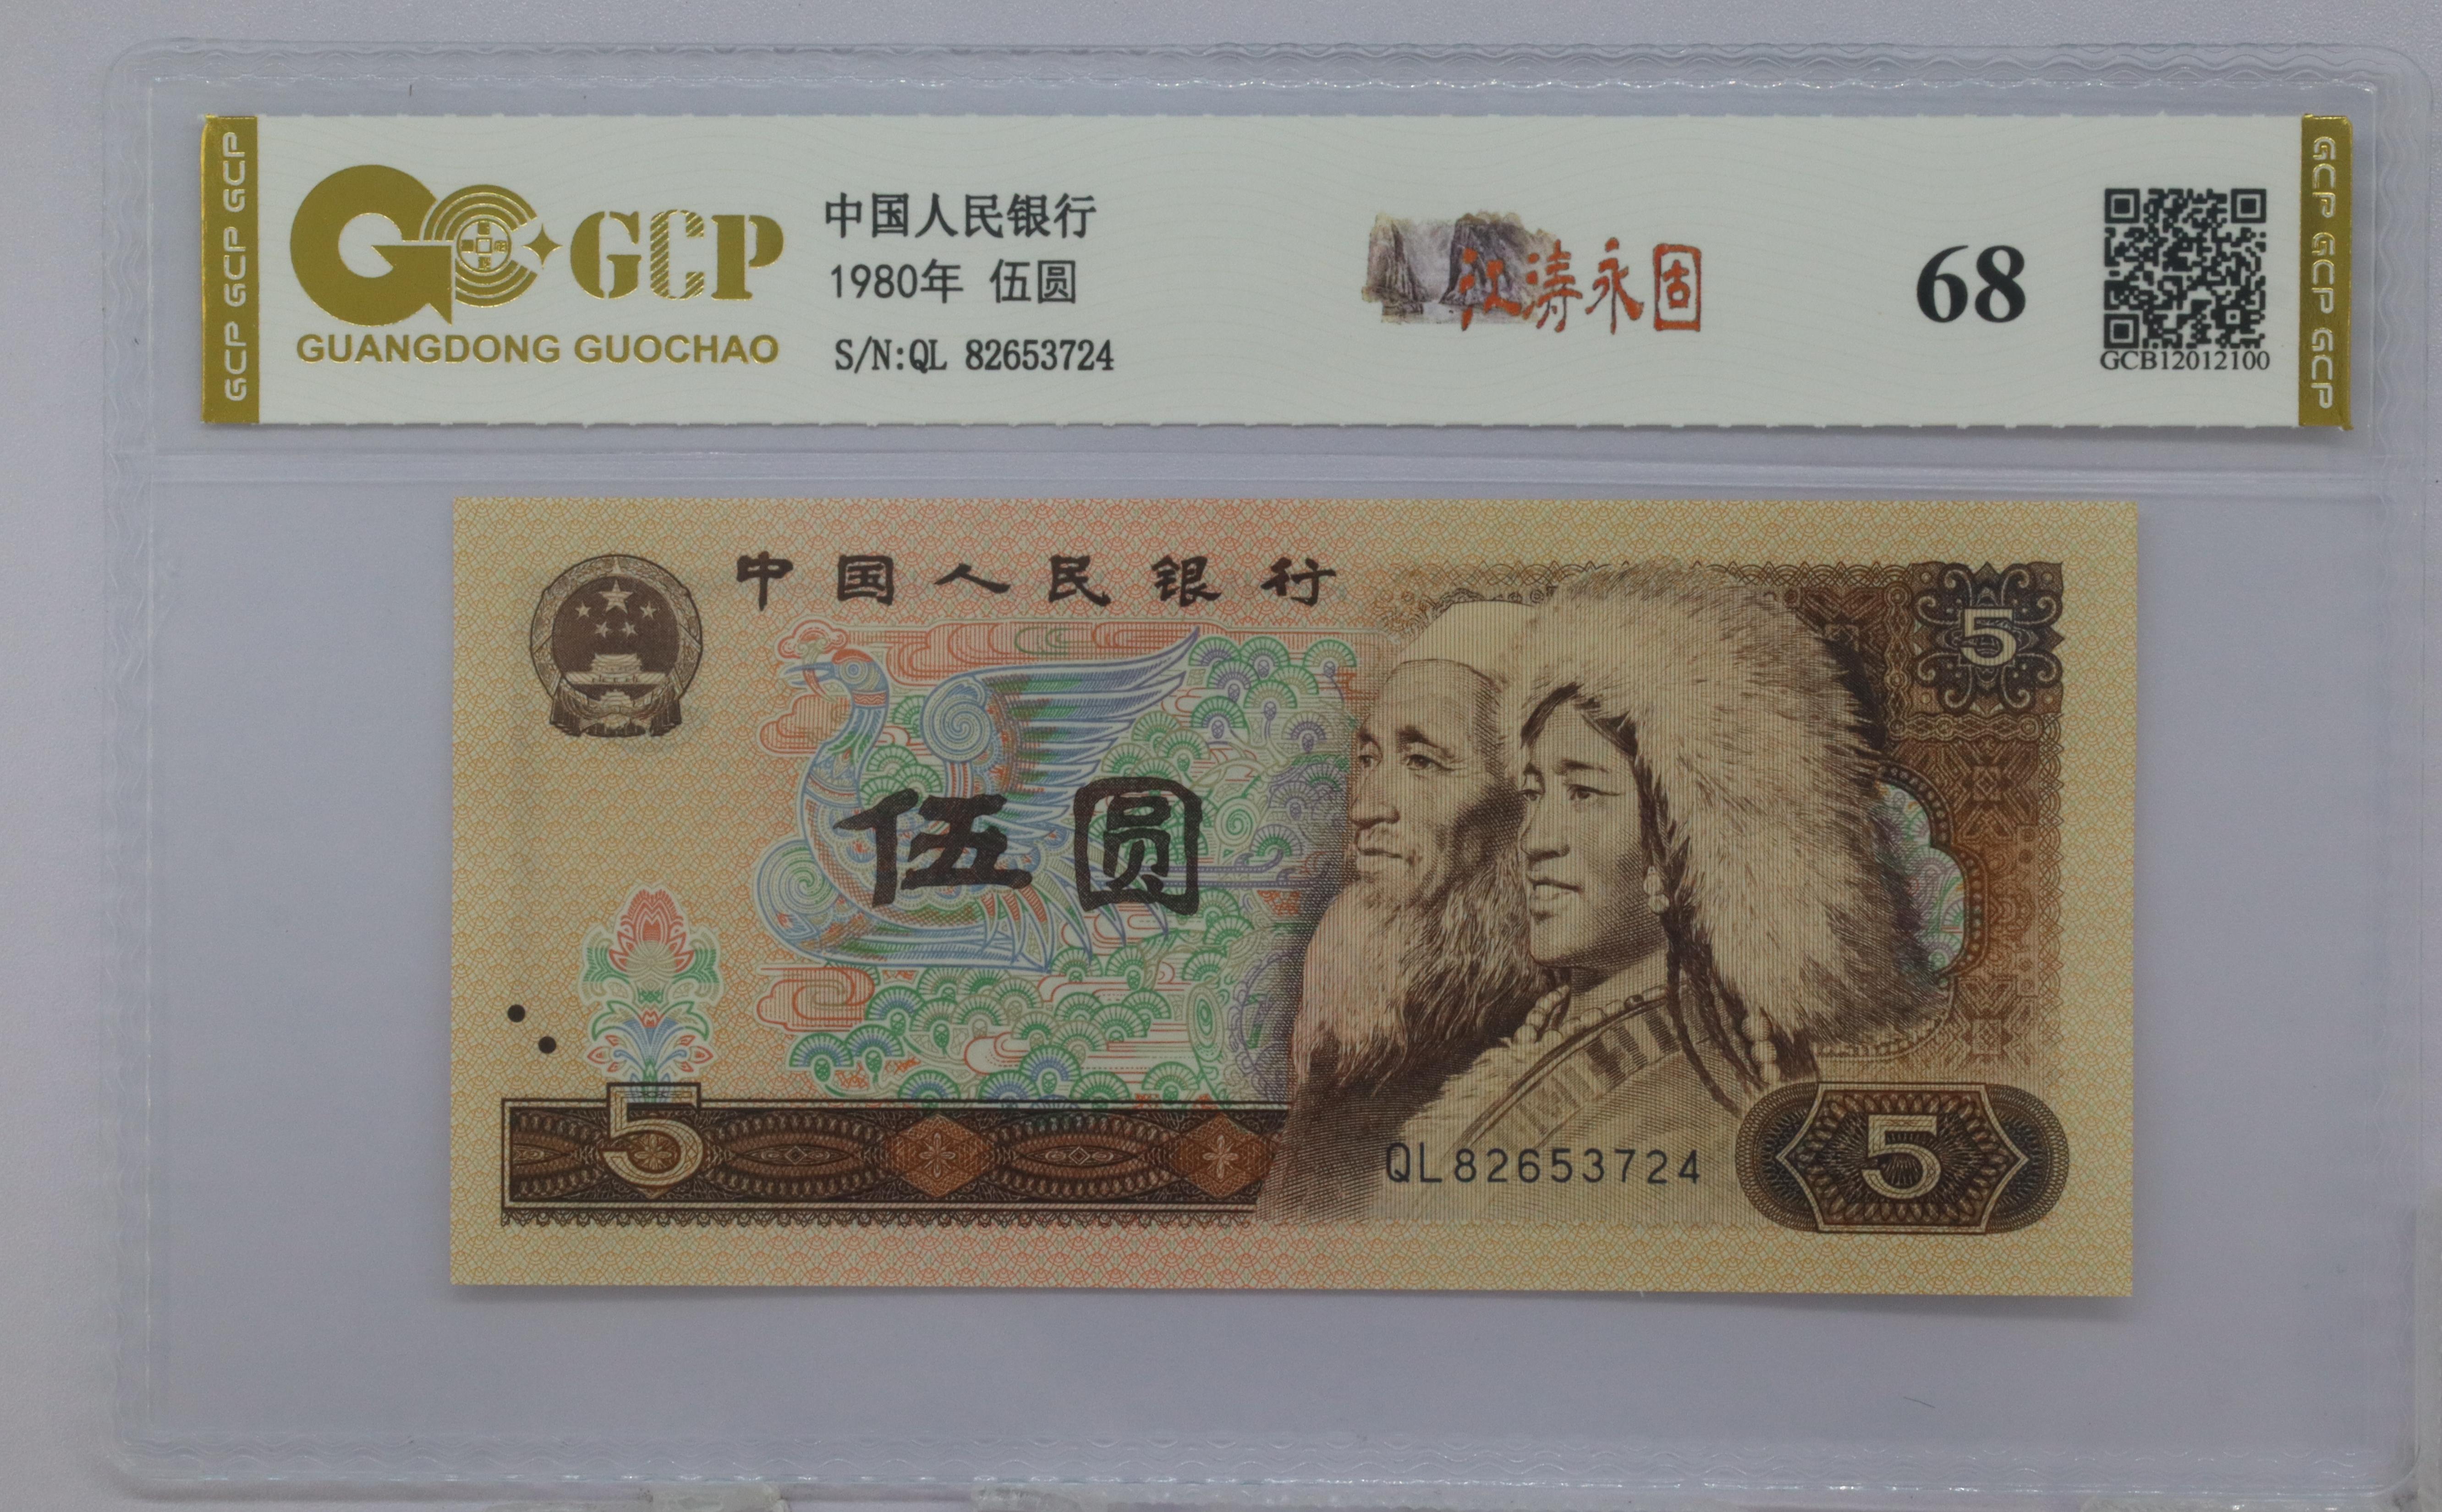 GCP GCP GCP
GCP
GUANGDONG GUOCHAO
中国人民银行
1980年 伍圆
S/N:QL 82653724
江涛永固
68
GCB12012100
GCP GCP GCP
中国人民银行
5
伍圆
5
QL82653724
5